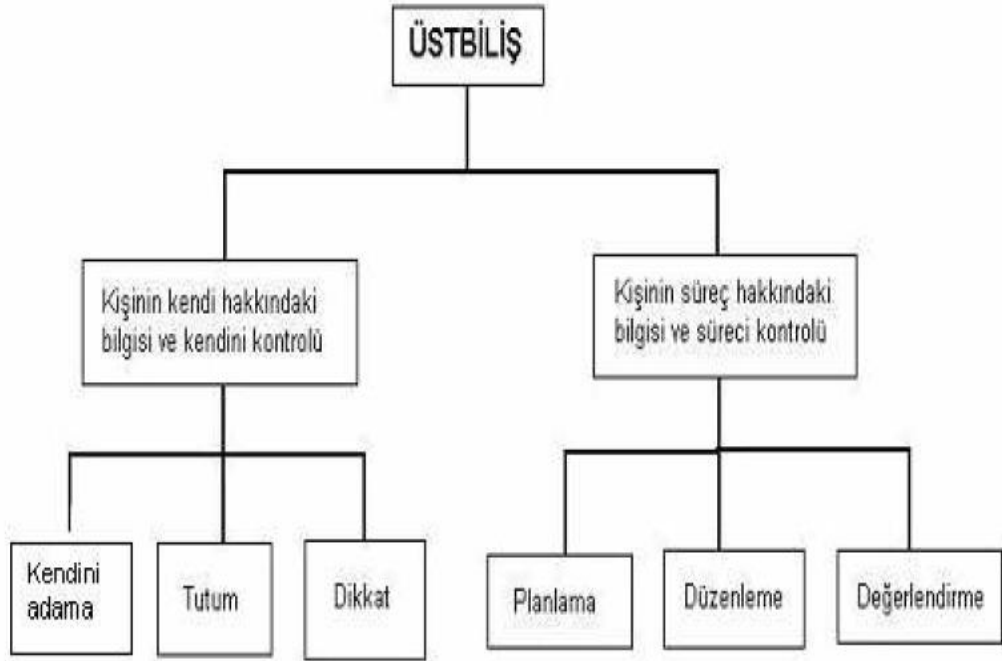 ÜSTBİLİŞ
Kişinin kendi hakkındaki
bilgisi ve kendini kontrolü
Kişinin süreç hakkındaki
bilgisi ve süreci kontrolü
Kendini
adama
Tutum
Dikkat
Planlama
Düzenleme
Değerlendirme